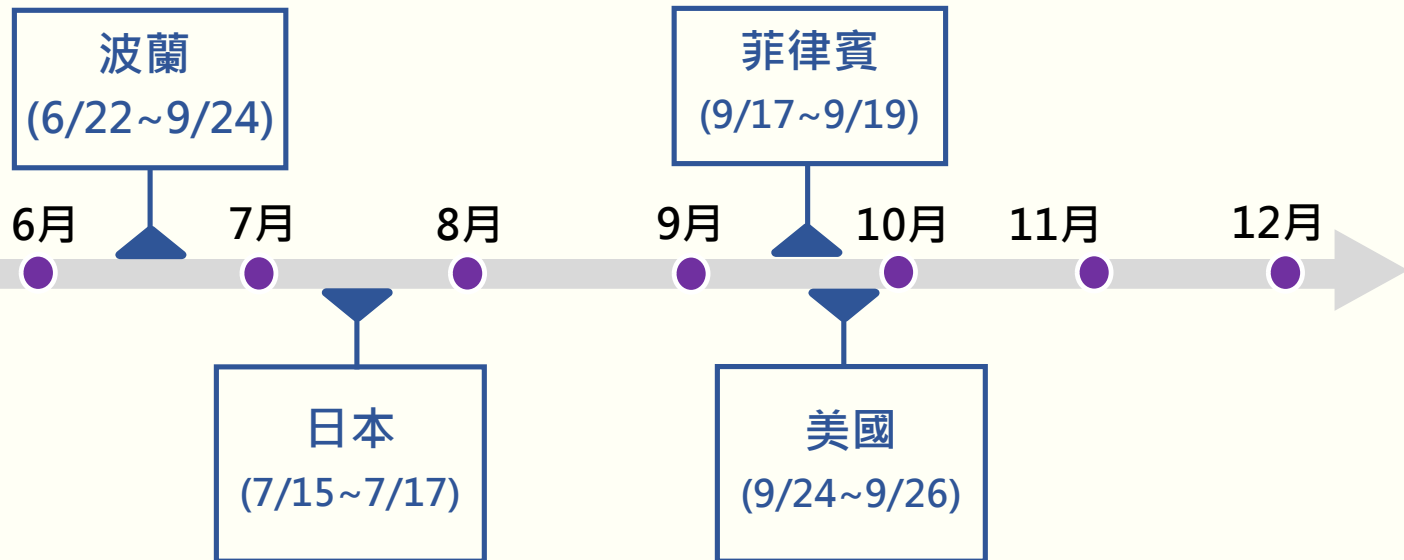 波蘭
(6/22~9/24)
菲律賓
(9/17~9/19)
6月 7月 8月 9月 10月 11月 12月
日本
(7/15~7/17)
美國
(9/24~9/26)